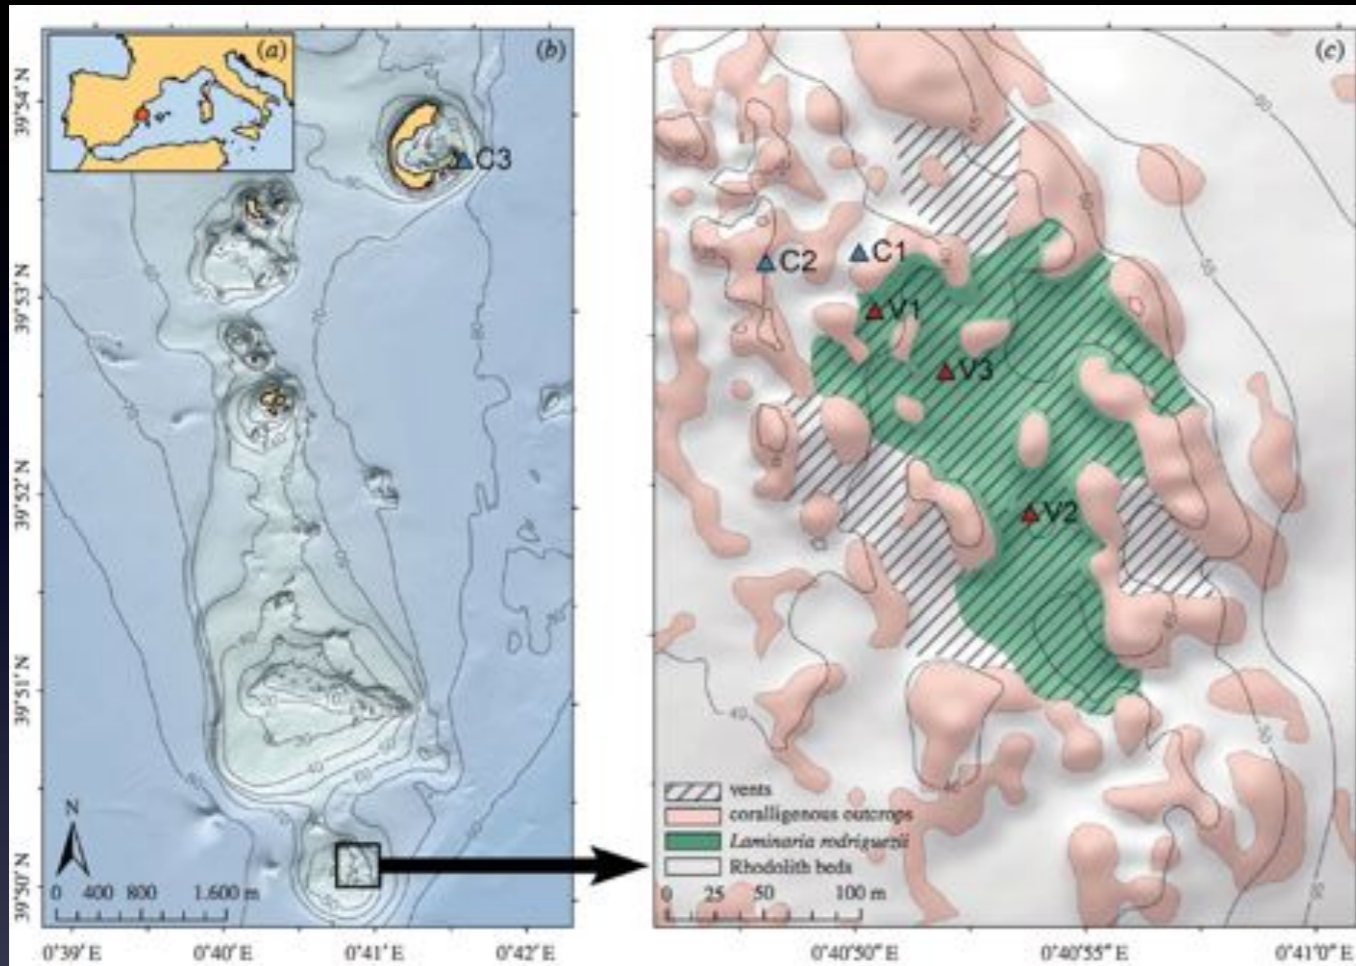 (a)
(b)
(c)
39°54' N
39°53' N
39°52' N
39°51' N
39°50' N
C3
C2
C1
V1
V3
V2
N
0 400 800 1.600 m
vents
coralligenous outcrops
Laminaria rodriguezii
Rhodolith beds
0 25 50 100 m
0°39' E 0°40' E 0°41' E 0°42' E
0°40'50" E 0°40'55" E 0°41'0" E